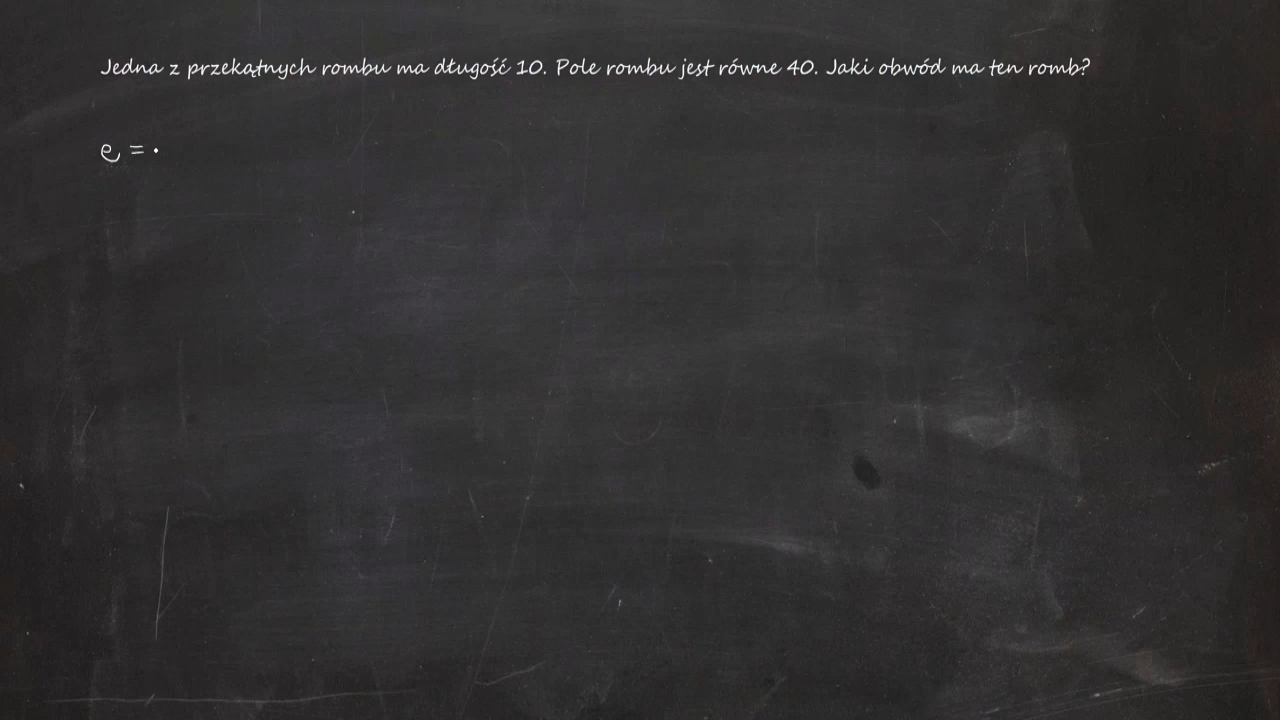 Jedna z przekątnych rombu ma długość 10. Pole rombu jest równe 40. Jaki obwód ma ten romb?
e =